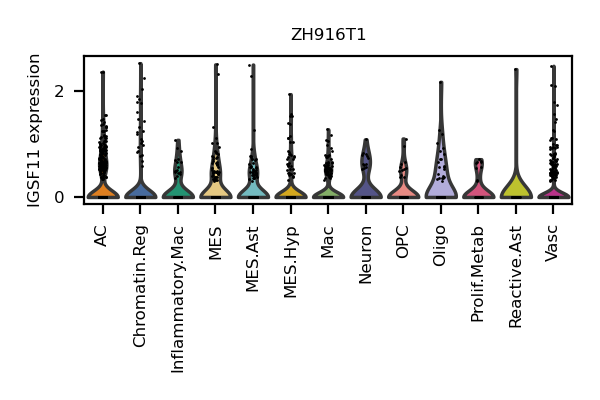 ZH916T1
IGSF11 expression
2
0
AC
Chromatin.Reg
Inflammatory.Mac
MES
MES.Ast
MES.Hyp
Mac
Neuron
OPC
Oligo
Prolif.Metab
Reactive.Ast
Vasc